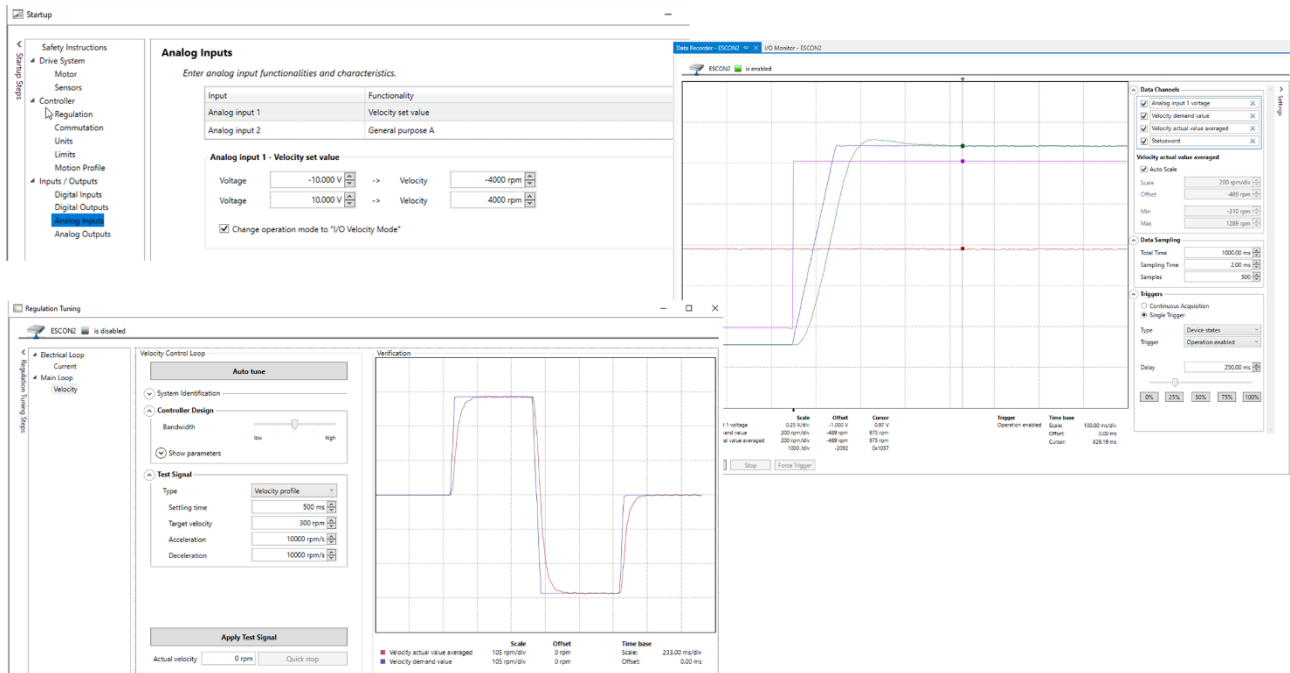 Startup
Startup Steps
Safety Instructions
Drive System
Motor
Sensors
Controller
Regulation
Commutation
Units
Limits
Motion Profile
Inputs / Outputs
Digital Inputs
Digital Outputs
Analog Inputs
Analog Outputs
Analog Inputs
Enter analog input functionalities and characteristics.
Input Functionality
Analog input 1 Velocity set value
Analog input 2 General purpose A
Analog input 1 - Velocity set value
Voltage -10.000 V -> Velocity -4000 rpm
Voltage 10.000 V -> Velocity 4000 rpm
Change operation mode to "I/O Velocity Mode"
Data Recorder - ESCON2 I/O Monitor - ESCON2
ESCON2 is enabled
Settings
Data Channels
Analog input 1 voltage
Velocity demand value
Velocity actual value averaged
Statusword
Velocity actual value averaged
Auto Scale
Scale 200 rpm/div
Offset -489 rpm
Min -310 rpm
Max 1289 rpm
Data Sampling
Total Time 1000.00 ms
Sampling Time 2.00 ms
Samples 500
Triggers
Continuous Acquisition
Single Trigger
Type Device states
Trigger Operation enabled
Delay 250.00 ms
0% 25% 50% 75% 100%
Scale Offset Cursor Trigger Time base
1 voltage 0.25 V/div -1.000 V 0.97 V Operation enabled Scale: 100.00 ms/div
and value 200 rpm/div -489 rpm 975 rpm Offset: 0.00 ms
al value averaged 200 rpm/div -489 rpm 975 rpm Cursor: 629.19 ms
1000 /div -2092 0x1037
Stop Force Trigger
Regulation Tuning
ESCON2 is disabled
Regulation Tuning Steps
Electrical Loop
Current
Main Loop
Velocity
Velocity Control Loop
Auto tune
System Identification
Controller Design
Bandwidth
low high
Show parameters
Test Signal
Type Velocity profile
Settling time 500 ms
Target velocity 300 rpm
Acceleration 10000 rpm/s
Deceleration 10000 rpm/s
Apply Test Signal
Actual velocity 0 rpm Quick stop
Verification
Scale Offset Time base
Velocity actual value averaged 105 rpm/div 0 rpm Scale: 233.00 ms/div
Velocity demand value 105 rpm/div 0 rpm Offset: 0.00 ms